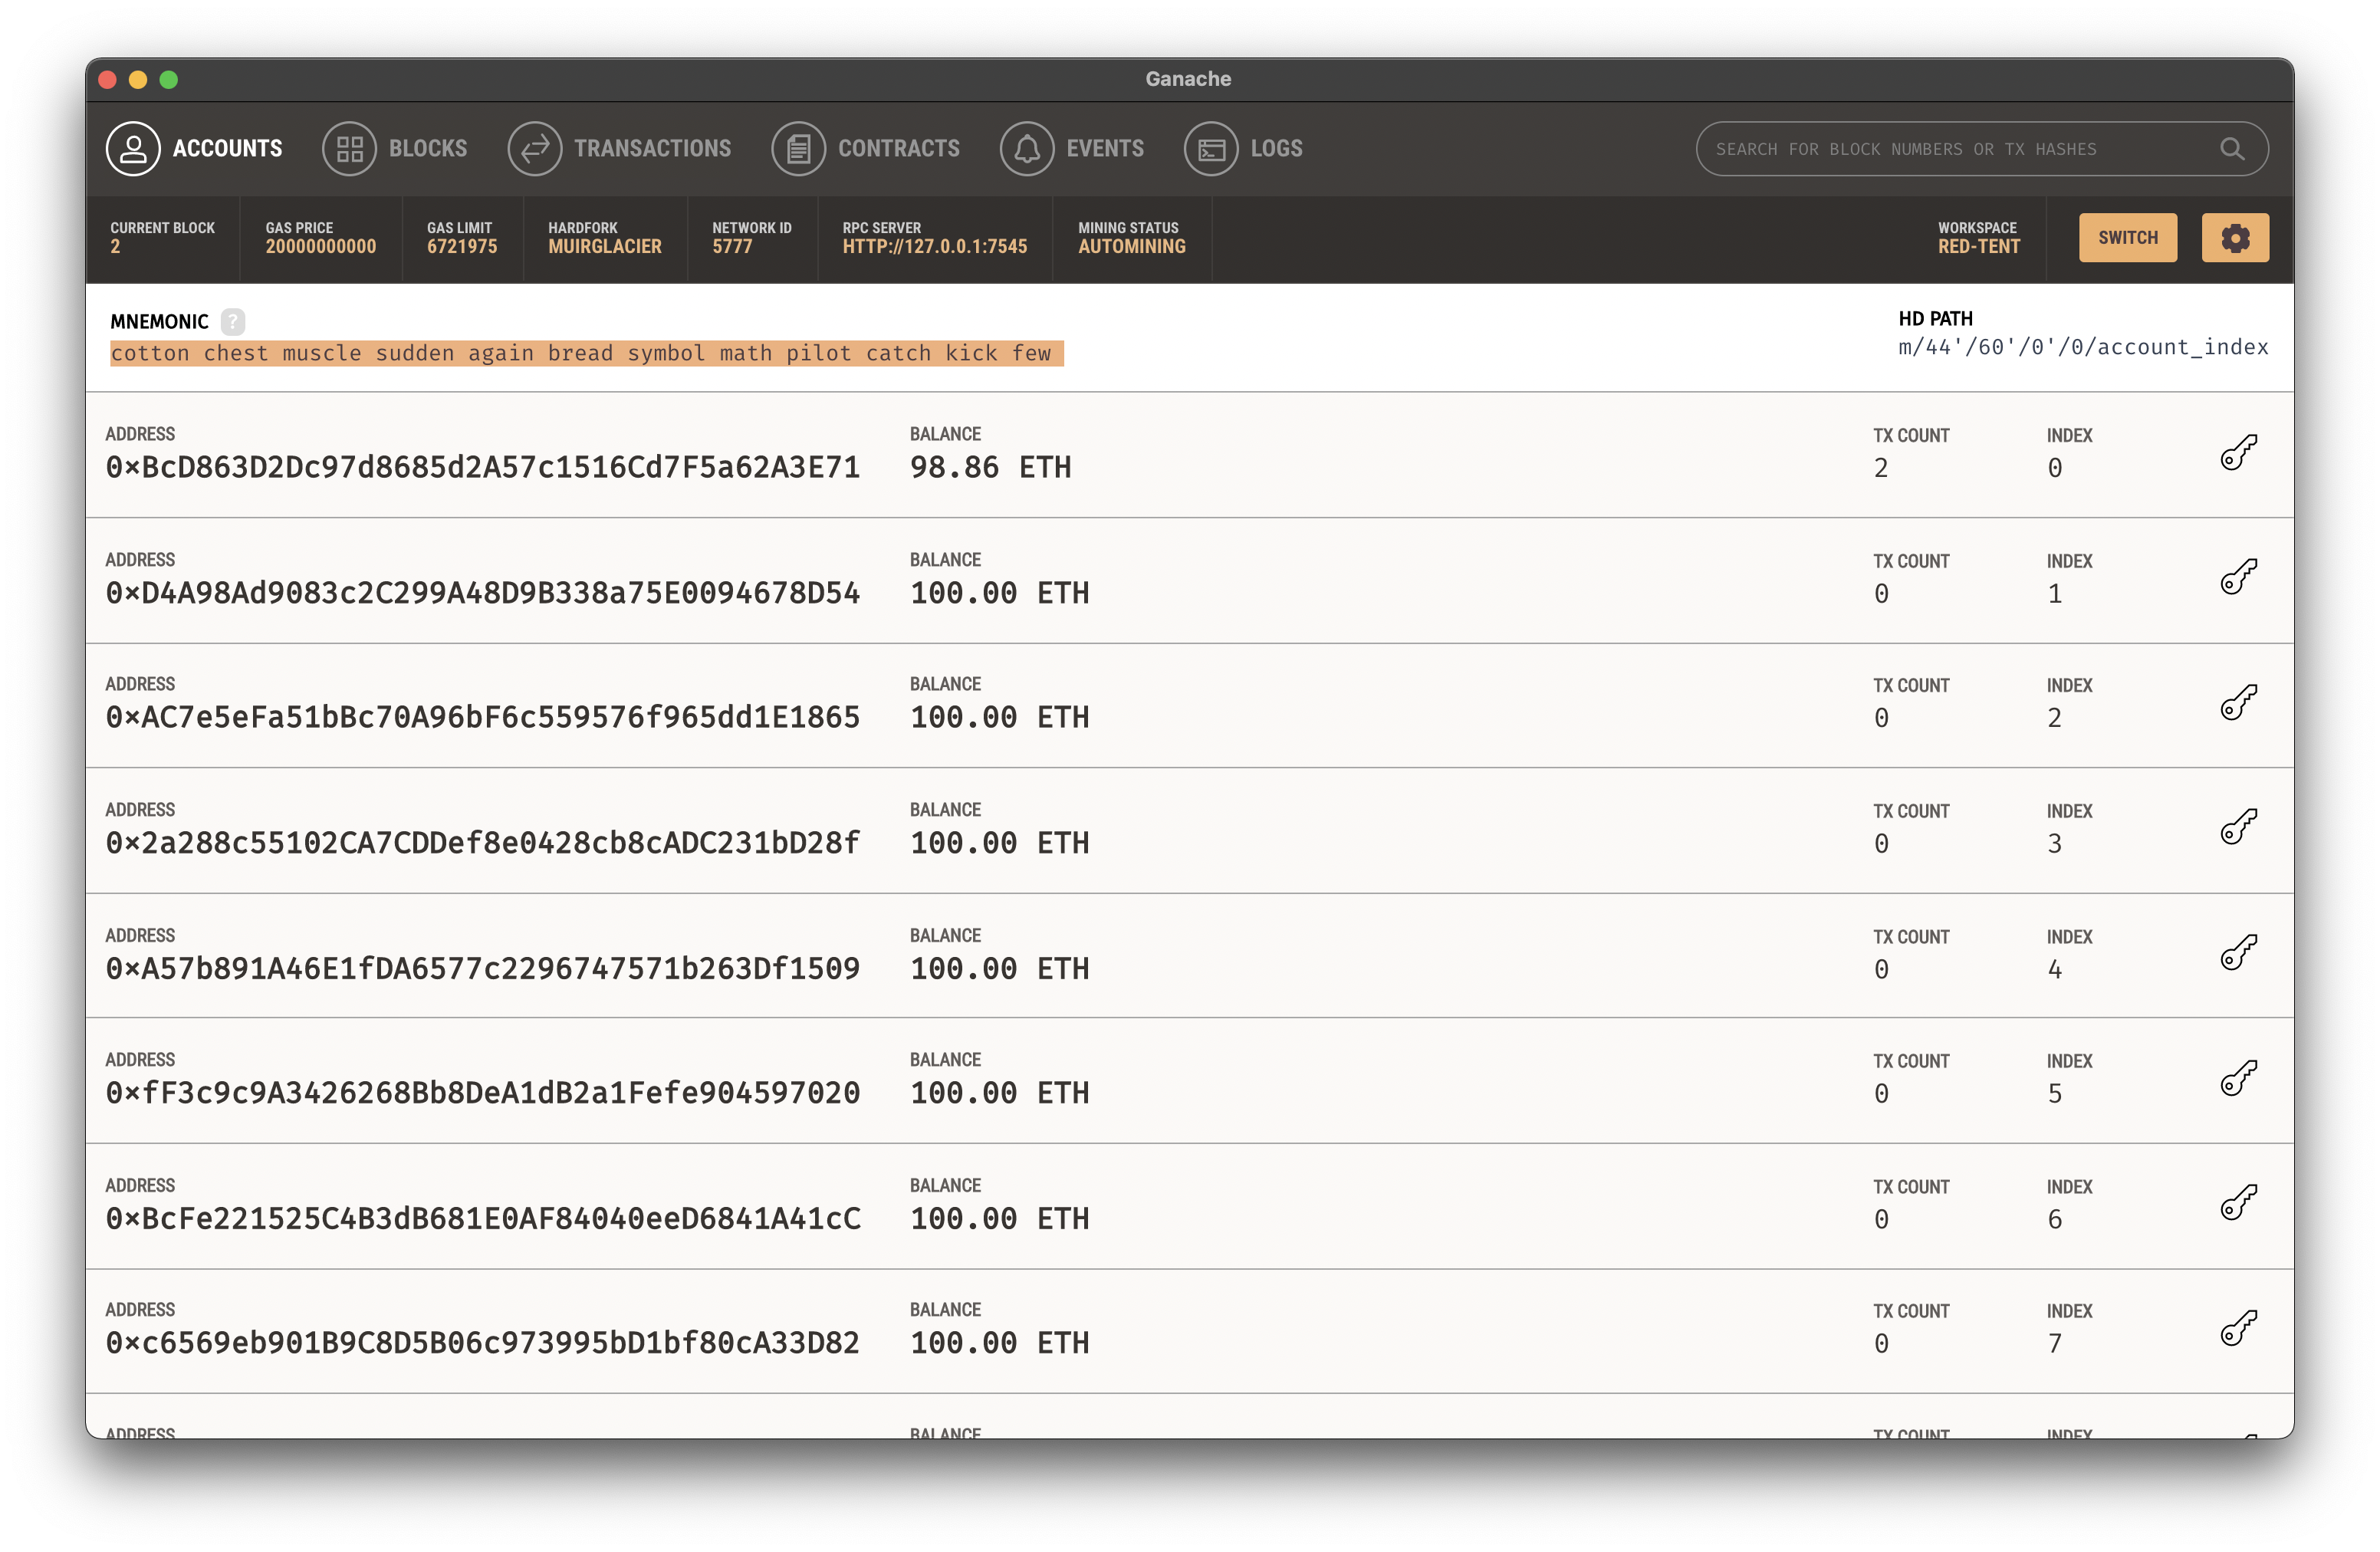 Ganache
ACCOUNTS BLOCKS TRANSACTIONS CONTRACTS EVENTS LOGS SEARCH FOR BLOCK NUMBERS OR TX HASHES
CURRENT BLOCK GAS PRICE GAS LIMIT HARDFORK NETWORK ID RPC SERVER MINING STATUS WORKSPACE
2 20000000000 6721975 MUIRGLACIER 5777 HTTP://127.0.0.1:7545 AUTOMINING RED-TENT SWITCH
MNEMONIC ? HD PATH
cotton chest muscle sudden again bread symbol math pilot catch kick few m/44'/60'/0'/0/account_index
ADDRESS BALANCE TX COUNT INDEX
0×BcD863D2Dc97d8685d2A57c1516Cd7F5a62A3E71 98.86 ETH 2 0
ADDRESS BALANCE TX COUNT INDEX
0×D4A98Ad9083c2C299A48D9B338a75E0094678D54 100.00 ETH 0 1
ADDRESS BALANCE TX COUNT INDEX
0×AC7e5eFa51bBc70A96bF6c559576f965dd1E1865 100.00 ETH 0 2
ADDRESS BALANCE TX COUNT INDEX
0×2a288c55102CA7CDDef8e0428cb8cADC231bD28f 100.00 ETH 0 3
ADDRESS BALANCE TX COUNT INDEX
0×A57b891A46E1fDA6577c2296747571b263Df1509 100.00 ETH 0 4
ADDRESS BALANCE TX COUNT INDEX
0×fF3c9c9A3426268Bb8DeA1dB2a1Fefe904597020 100.00 ETH 0 5
ADDRESS BALANCE TX COUNT INDEX
0×BcFe221525C4B3dB681E0AF84040eeD6841A41cC 100.00 ETH 0 6
ADDRESS BALANCE TX COUNT INDEX
0×c6569eb901B9C8D5B06c973995bD1bf80cA33D82 100.00 ETH 0 7
ADDRESS BALANCE TX COUNT INDEX